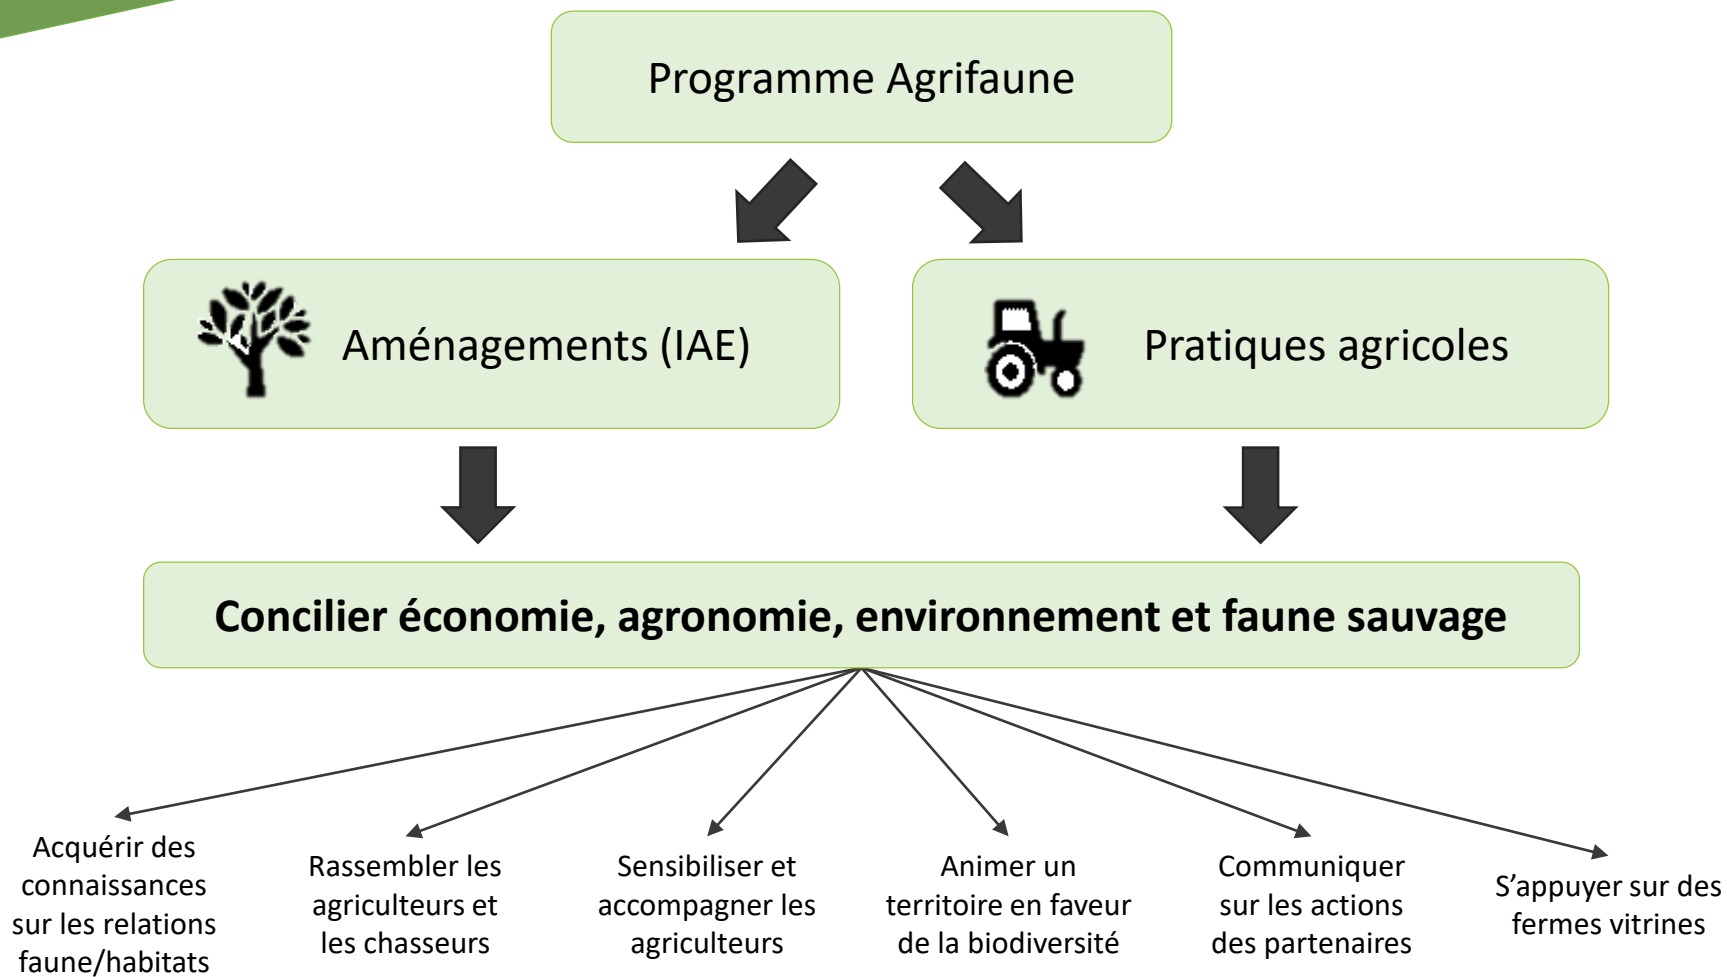 Programme Agrifaune
Aménagements (IAE)
Pratiques agricoles
Concilier économie, agronomie, environnement et faune sauvage
Acquérir des
connaissances
sur les relations
faune/habitats
Rassembler les
agriculteurs et
les chasseurs
Sensibiliser et
accompagner les
agriculteurs
Animer un
territoire en faveur
de la biodiversité
Communiquer
sur les actions
des partenaires
S’appuyer sur des
fermes vitrines